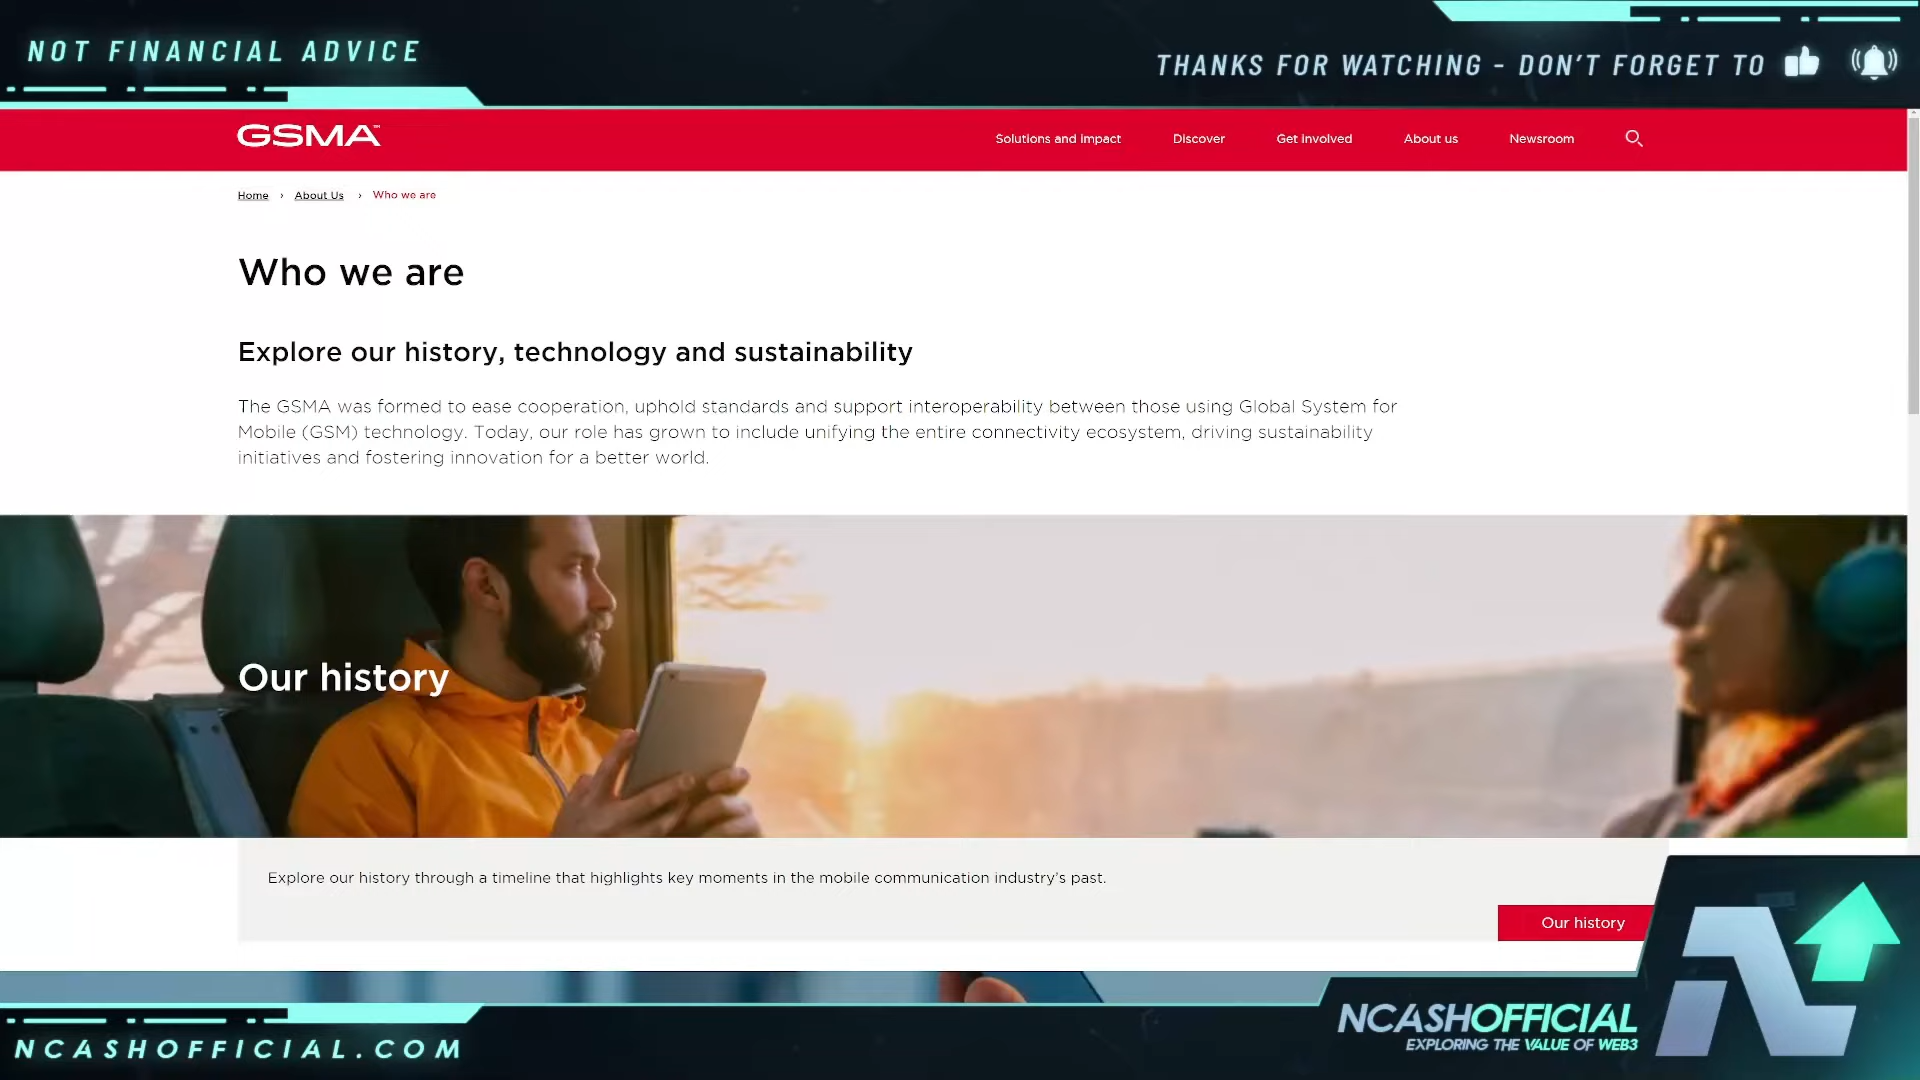 NOT FINANCIAL ADVICE
THANKS FOR WATCHING - DON'T FORGET TO
GSMA™
Solutions and impact
Discover
Get involved
About us
Newsroom
Home › About Us › Who we are
Who we are
Explore our history, technology and sustainability
The GSMA was formed to ease cooperation, uphold standards and support interoperability between those using Global System for
Mobile (GSM) technology. Today, our role has grown to include unifying the entire connectivity ecosystem, driving sustainability
initiatives and fostering innovation for a better world.
Our history
Explore our history through a timeline that highlights key moments in the mobile communication industry's past.
Our history
NCASHOFFICIAL
EXPLORING THE VALUE OF WEB3
NCASHOFFICIAL.COM